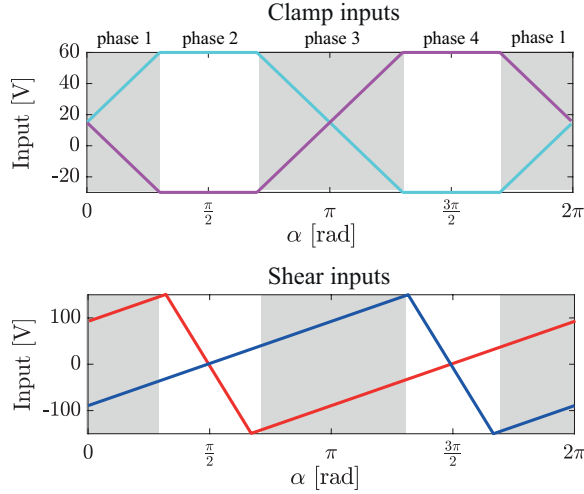 Clamp inputs
phase 1 phase 2 phase 3 phase 4 phase 1
Input [V]
60
20
0
-20
0 π/2 π 3π/2 2π
α [rad]
Shear inputs
Input [V]
100
0
-100
0 π/2 π 3π/2 2π
α [rad]